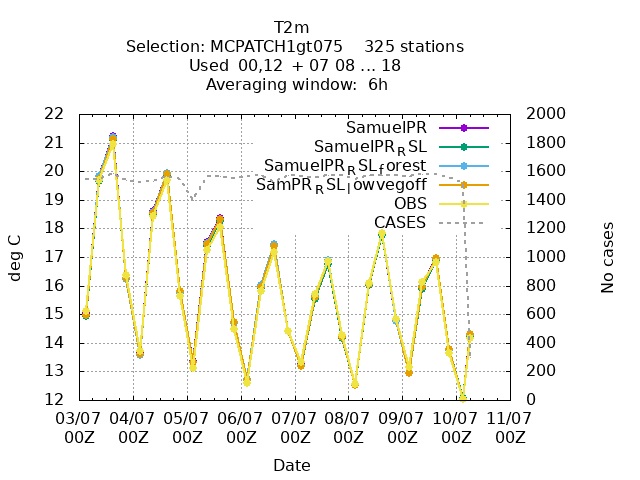 T2m
Selection: MCPATCH1gt075 325 stations
Used 00,12 + 07 08 ... 18
Averaging window: 6h
22 2000
SamuelPR
21 1800
SamuelPR_RSL
20 1600
SamuelPR_RSL_forest
SamPR_RSL_lowvegoff
19 1400
OBS
CASES
18 1200
17 1000
deg C
No cases
16 800
15 600
14 400
13 200
12 0
03/07 04/07 05/07 06/07 07/07 08/07 09/07 10/07 11/07
00Z 00Z 00Z 00Z 00Z 00Z 00Z 00Z 00Z
Date